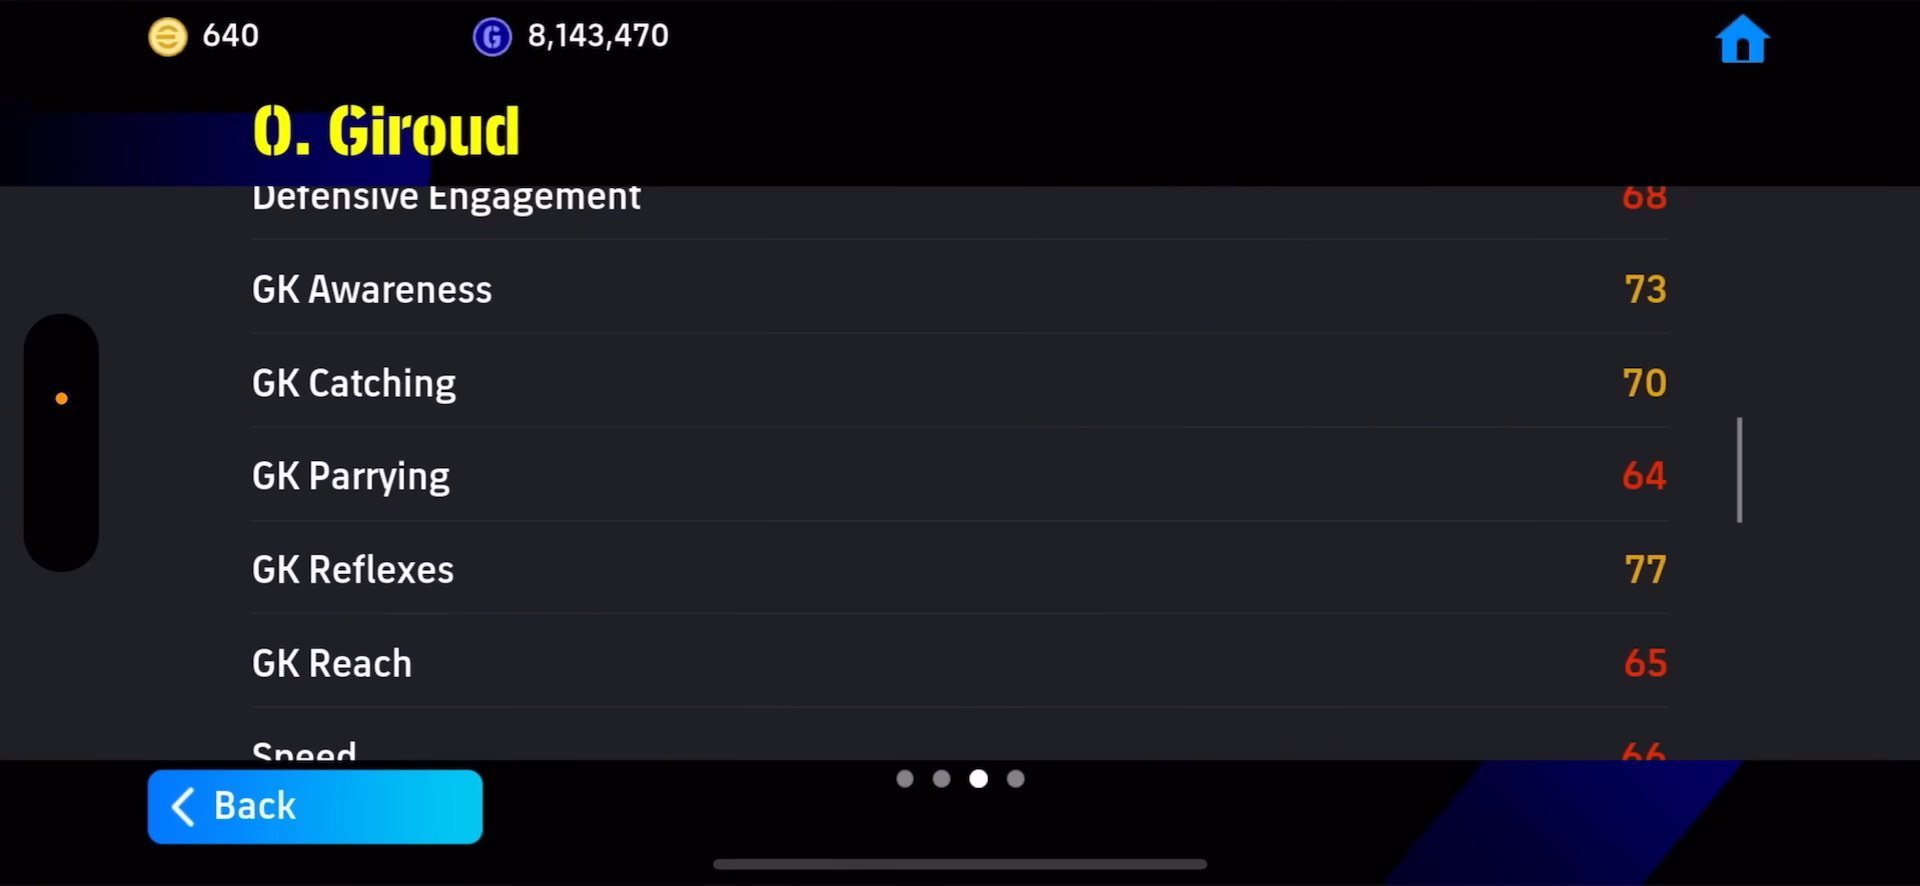 640
8,143,470
O. Giroud
Defensive Engagement 68
GK Awareness 73
GK Catching 70
GK Parrying 64
GK Reflexes 77
GK Reach 65
Speed 66
Back